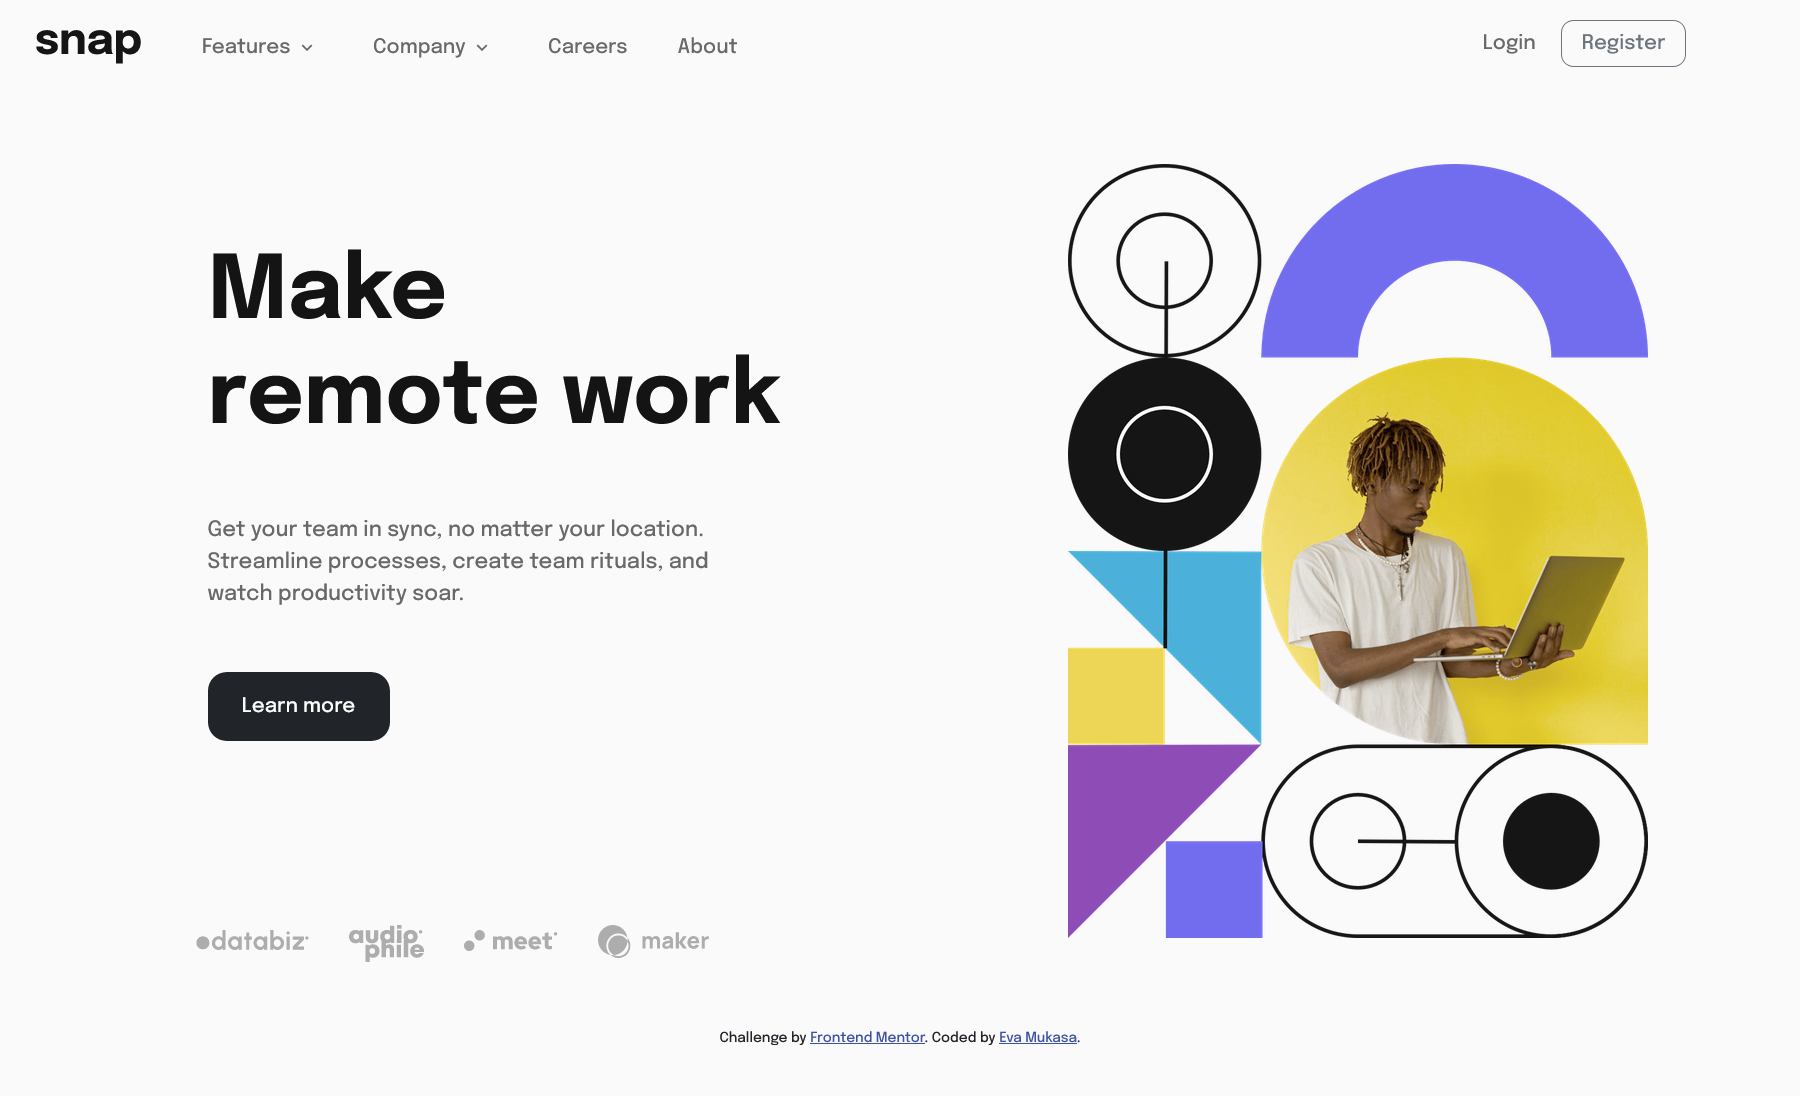 snap Features Company Careers About Login Register
Make
remote work
Get your team in sync, no matter your location.
Streamline processes, create team rituals, and
watch productivity soar.
Learn more
databiz audiophile meet maker
Challenge by Frontend Mentor. Coded by Eva Mukasa.